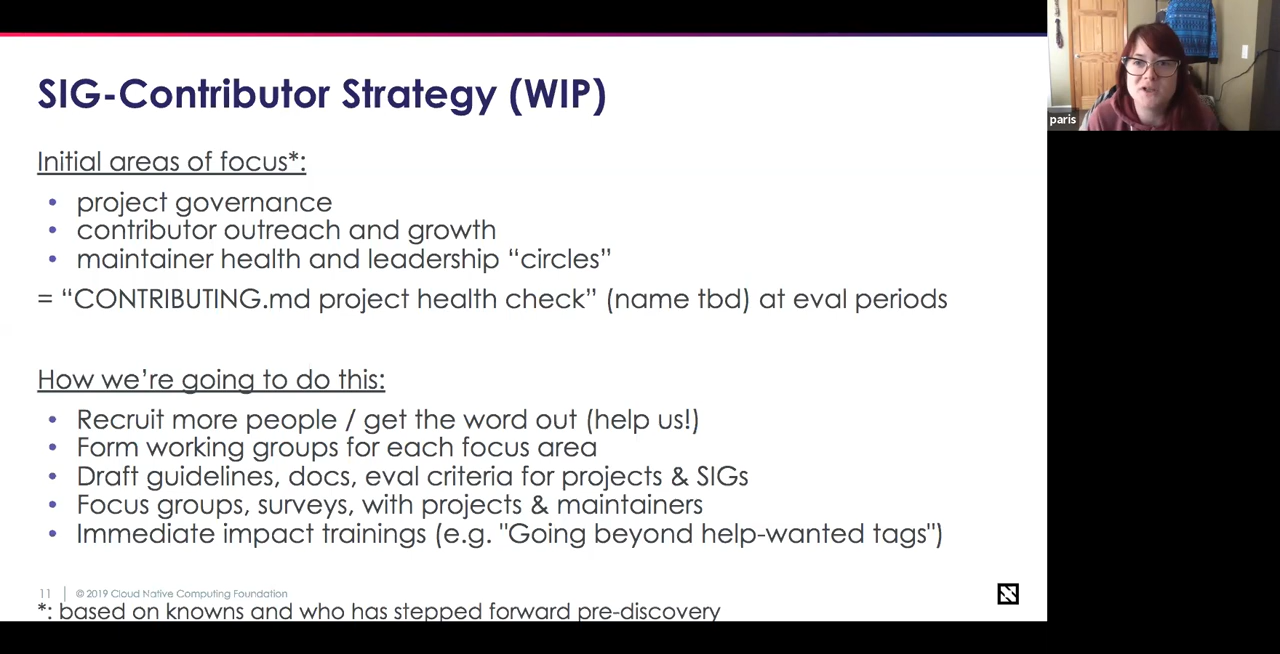 SIG-Contributor Strategy (WIP)
paris
Initial areas of focus*:
• project governance
• contributor outreach and growth
• maintainer health and leadership “circles”
= “CONTRIBUTING.md project health check” (name tbd) at eval periods
How we’re going to do this:
• Recruit more people / get the word out (help us!)
• Form working groups for each focus area
• Draft guidelines, docs, eval criteria for projects & SIGs
• Focus groups, surveys, with projects & maintainers
• Immediate impact trainings (e.g. "Going beyond help-wanted tags")
11 | © 2019 Cloud Native Computing Foundation
*: based on knowns and who has stepped forward pre-discovery